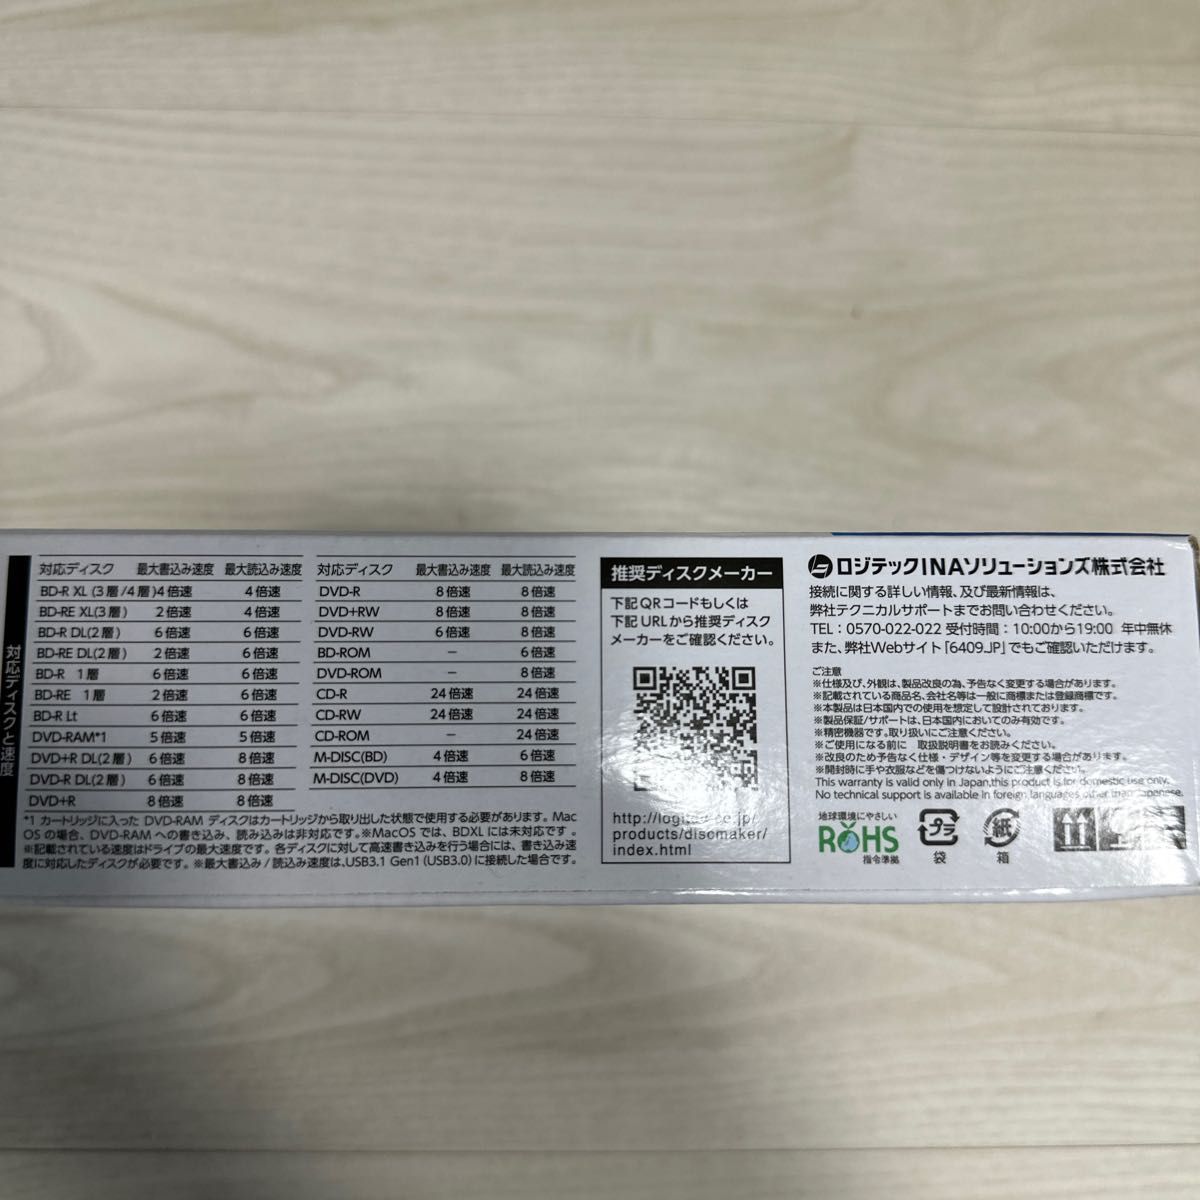 対応ディスクと速度
対応ディスク 最大書込み速度 最大読込み速度
BD-R XL (3層/4層) 4倍速 4倍速
BD-RE XL(3層) 2倍速 4倍速
BD-R DL(2層) 6倍速 6倍速
BD-RE DL(2層) 2倍速 6倍速
BD-R 1層 6倍速 6倍速
BD-RE 1層 2倍速 6倍速
BD-R Lt 6倍速 6倍速
DVD-RAM*1 5倍速 5倍速
DVD+R DL(2層) 6倍速 8倍速
DVD-R DL(2層) 6倍速 8倍速
DVD+R 8倍速 8倍速
対応ディスク 最大書込み速度 最大読込み速度
DVD-R 8倍速 8倍速
DVD+RW 8倍速 8倍速
DVD-RW 6倍速 8倍速
BD-ROM － 6倍速
DVD-ROM － 8倍速
CD-R 24倍速 24倍速
CD-RW 24倍速 24倍速
CD-ROM － 24倍速
M-DISC(BD) 4倍速 6倍速
M-DISC(DVD) 4倍速 8倍速
*1 カートリッジに入った DVD-RAM ディスクはカートリッジから取り出した状態で使用する必要があります。Mac
OSの場合、DVD-RAMへの書き込み、読み込みは非対応です。※MacOSでは、BDXLには未対応です。
※記載されている速度はドライブの最大速度です。各ディスクに対して高速書き込みを行う場合には、書き込み速
度に対応したディスクが必要です。※最大書込み/読込み速度は、USB3.1 Gen1 (USB3.0)に接続した場合です。
推奨ディスクメーカー
下記QRコードもしくは
下記URLから推奨ディスク
メーカーをご確認ください。
http://logitec.co.jp/
products/discmaker/
index.html
ロジテックINAソリューションズ株式会社
接続に関する詳しい情報、及び最新情報は、
弊社テクニカルサポートまでお問い合わせください。
TEL：0570-022-022 受付時間：10:00から19:00 年中無休
また、弊社Webサイト「6409.JP」でもご確認いただけます。
ご注意
※仕様及び、外観は、製品改良の為、予告なく変更する場合があります。
※記載されている商品名、会社名等は一般に商標または登録商標です。
※本製品は日本国内での使用を想定して設計されております。
※製品保証/サポートは、日本国内においてのみ有効です。
※精密機器です。取り扱いにご注意ください。
※ご使用になる前に 取扱説明書をお読みください。
※改良のため予告なく仕様・デザイン等を変更する場合があります。
※開封時に手や衣服などを傷つけないようにご注意ください。
This warranty is valid only in Japan,this product is for domestic use only.
No technical support is available in foreign languages other than Japanese.
地球環境にやさしい
RoHS
指令準拠
プラ
袋
紙
箱